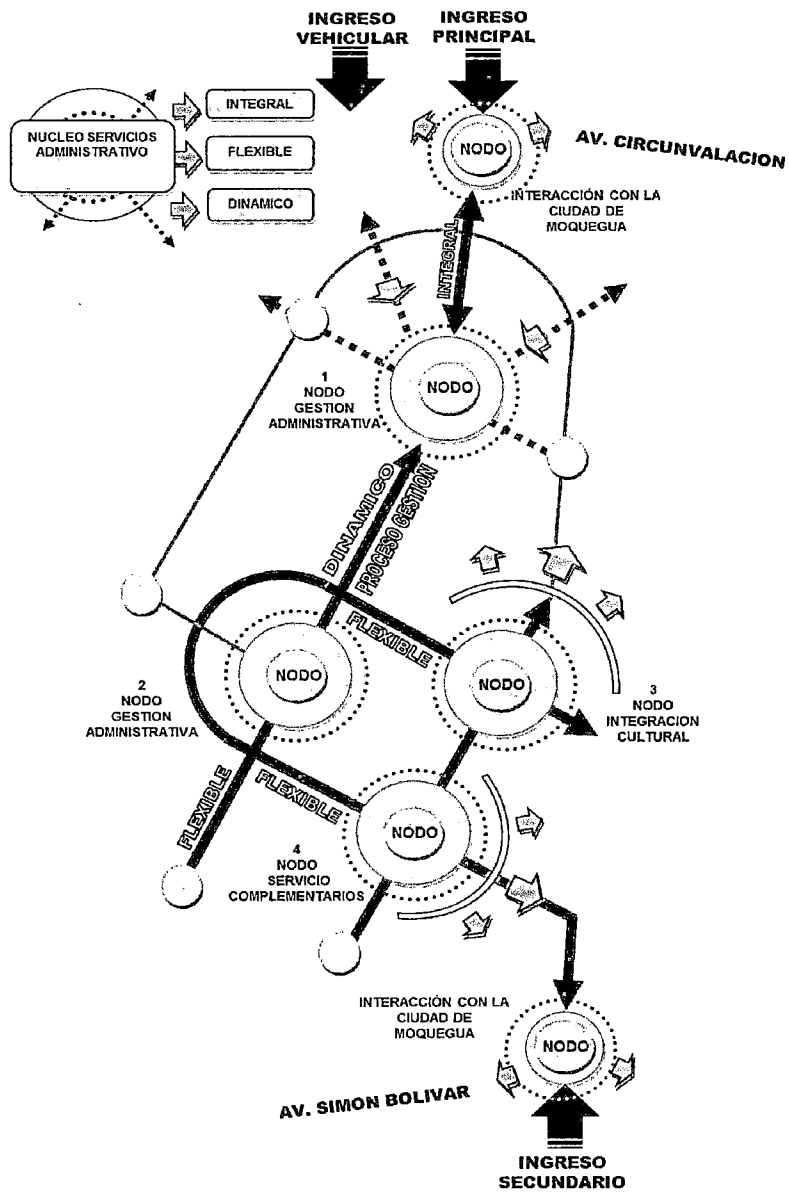 INGRESO
VEHICULAR
INGRESO
PRINCIPAL
NUCLEO SERVICIOS
ADMINISTRATIVO
INTEGRAL
FLEXIBLE
DINAMICO
NODO
AV. CIRCUNVALACION
INTERACCIÓN CON LA
CIUDAD DE
MOQUEGUA
INTEGRAL
NODO
1
NODO
GESTION
ADMINISTRATIVA
DINAMICO
PROCESO GESTION
FLEXIBLE
NODO
NODO
2
NODO
GESTION
ADMINISTRATIVA
3
NODO
INTEGRACION
CULTURAL
FLEXIBLE
FLEXIBLE
NODO
4
NODO
SERVICIO
COMPLEMENTARIOS
INTERACCIÓN CON LA
CIUDAD DE
MOQUEGUA
NODO
AV. SIMON BOLIVAR
INGRESO
SECUNDARIO